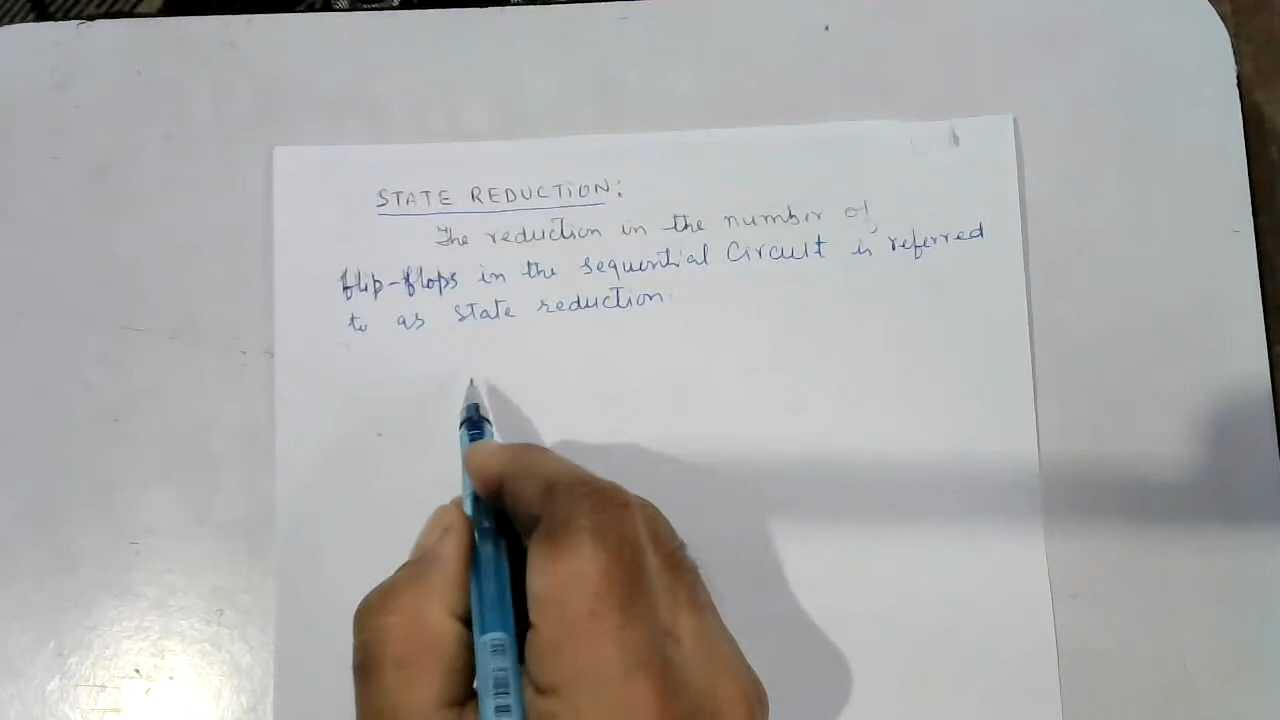 STATE REDUCTION:
The reduction in the number of
flip-flops in the sequential Circuit is referred
to as state reduction.